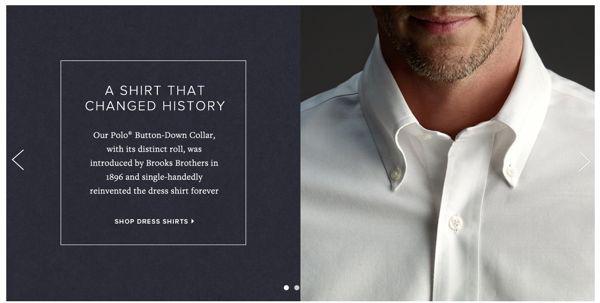 A SHIRT THAT
CHANGED HISTORY
Our Polo® Button-Down Collar,
with its distinct roll, was
introduced by Brooks Brothers in
1896 and single-handedly
reinvented the dress shirt forever
SHOP DRESS SHIRTS